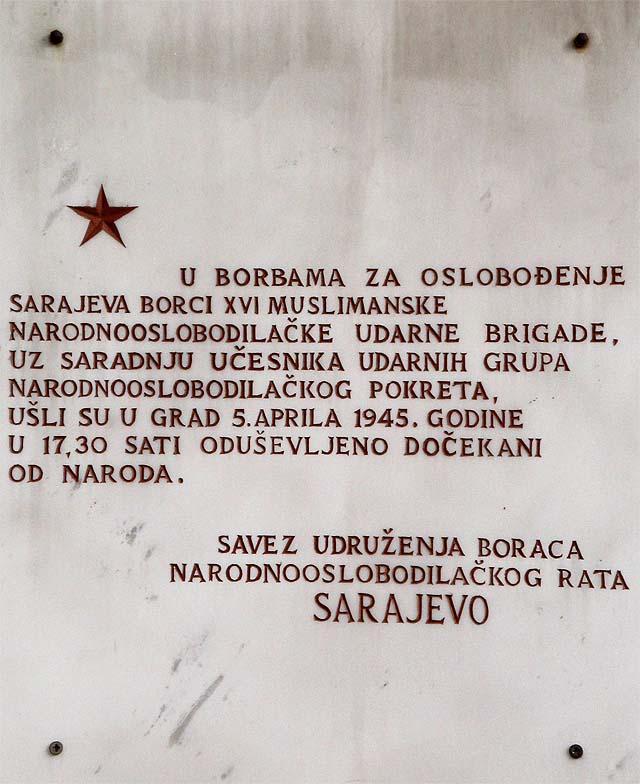 U BORBAMA ZA OSLOBOĐENJE
SARAJEVA BORCI XVI MUSLIMANSKE
NARODNOOSLOBODILAČKE UDARNE BRIGADE,
UZ SARADNJU UČESNIKA UDARNIH GRUPA
NARODNOOSLOBODILAČKOG POKRETA,
UŠLI SU U GRAD 5.APRILA 1945. GODINE
U 17,30 SATI ODUŠEVLJENO DOČEKANI
OD NARODA.
SAVEZ UDRUŽENJA BORACA
NARODNOOSLOBODILAČKOG RATA
SARAJEVO